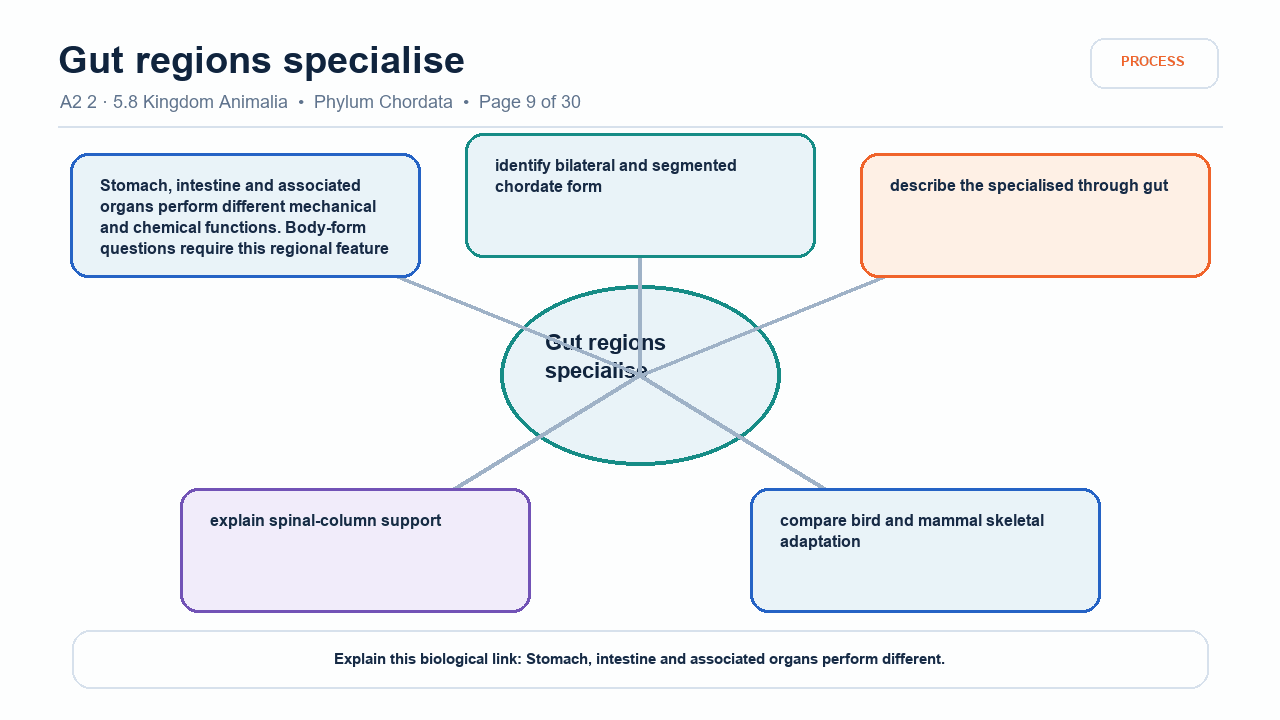 Gut regions specialise
PROCESS
A2 2 · 5.8 Kingdom Animalia • Phylum Chordata • Page 9 of 30
Stomach, intestine and associated
organs perform different mechanical
and chemical functions. Body-form
questions require this regional feature
identify bilateral and segmented
chordate form
describe the specialised through gut
Gut regions
specialise
explain spinal-column support
compare bird and mammal skeletal
adaptation
Explain this biological link: Stomach, intestine and associated organs perform different.